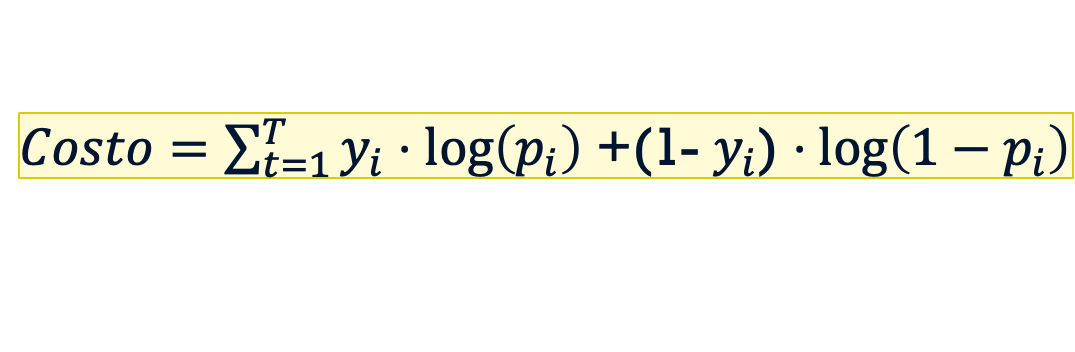 Costo = ∑_{t=1}^{T} y_i · log(p_i) +(1- y_i) · log(1 − p_i)